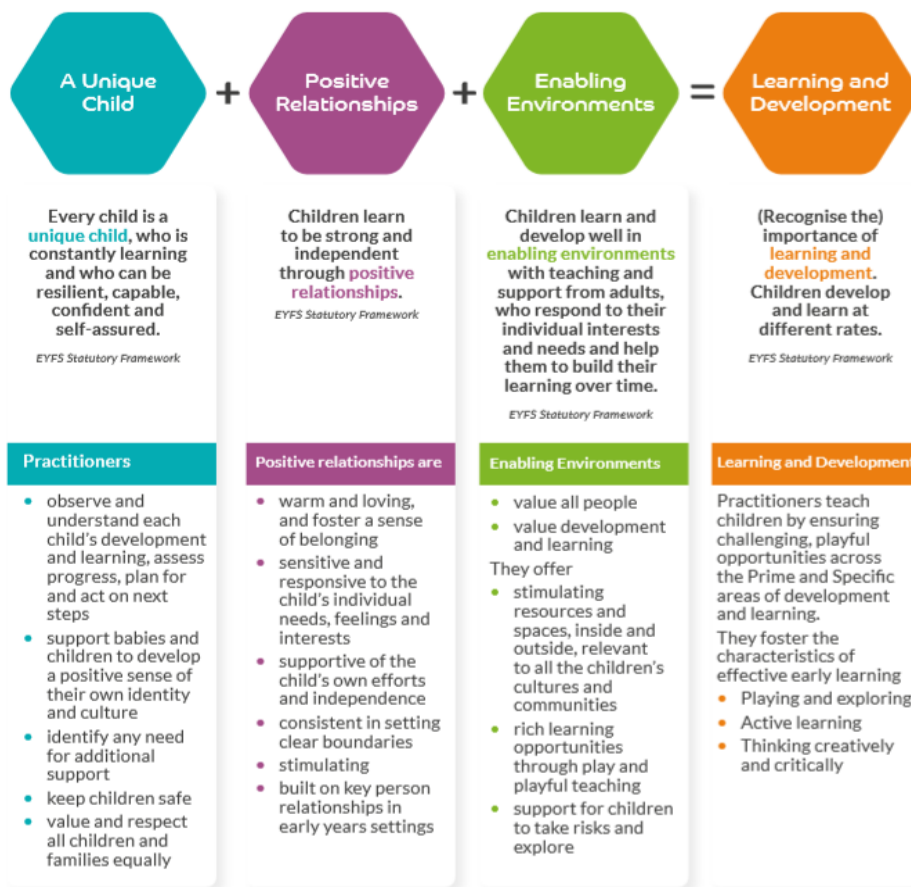 A Unique
Child
+
Positive
Relationships
+
Enabling
Environments
=
Learning and
Development
Every child is a
unique child, who is
constantly learning
and who can be
resilient, capable,
confident and
self-assured.
EYFS Statutory Framework
Children learn
to be strong and
independent
through positive
relationships.
EYFS Statutory Framework
Children learn and
develop well in
enabling environments
with teaching and
support from adults,
who respond to their
individual interests
and needs and help
them to build their
learning over time.
EYFS Statutory Framework
(Recognise the)
importance of
learning and
development.
Children develop
and learn at
different rates.
EYFS Statutory Framework
Practitioners
• observe and
understand each
child's development
and learning, assess
progress, plan for
and act on next
steps
• support babies and
children to develop
a positive sense of
their own identity
and culture
• identify any need
for additional
support
• keep children safe
• value and respect
all children and
families equally
Positive relationships are
• warm and loving,
and foster a sense
of belonging
• sensitive and
responsive to the
child's individual
needs, feelings and
interests
• supportive of the
child's own efforts
and independence
• consistent in setting
clear boundaries
• stimulating
• built on key person
relationships in
early years settings
Enabling Environments
• value all people
• value development
and learning
They offer
• stimulating
resources and
spaces, inside and
outside, relevant
to all the children's
cultures and
communities
• rich learning
opportunities
through play and
playful teaching
• support for children
to take risks and
explore
Learning and Development
Practitioners teach
children by ensuring
challenging, playful
opportunities across
the Prime and Specific
areas of development
and learning.
They foster the
characteristics of
effective early learning
• Playing and exploring
• Active learning
• Thinking creatively
and critically